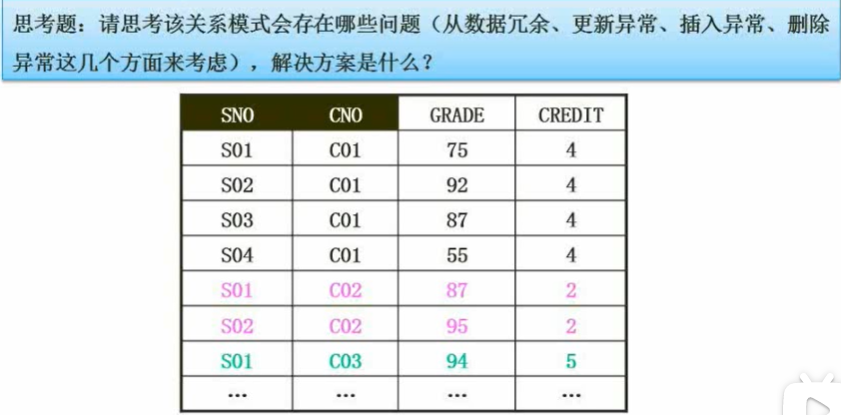 思考题：请思考该关系模式会存在哪些问题（从数据冗余、更新异常、插入异常、删除
异常这几个方面来考虑），解决方案是什么？
SNO CNO GRADE CREDIT
S01 C01 75 4
S02 C01 92 4
S03 C01 87 4
S04 C01 55 4
S01 C02 87 2
S02 C02 95 2
S01 C03 94 5
… … … …